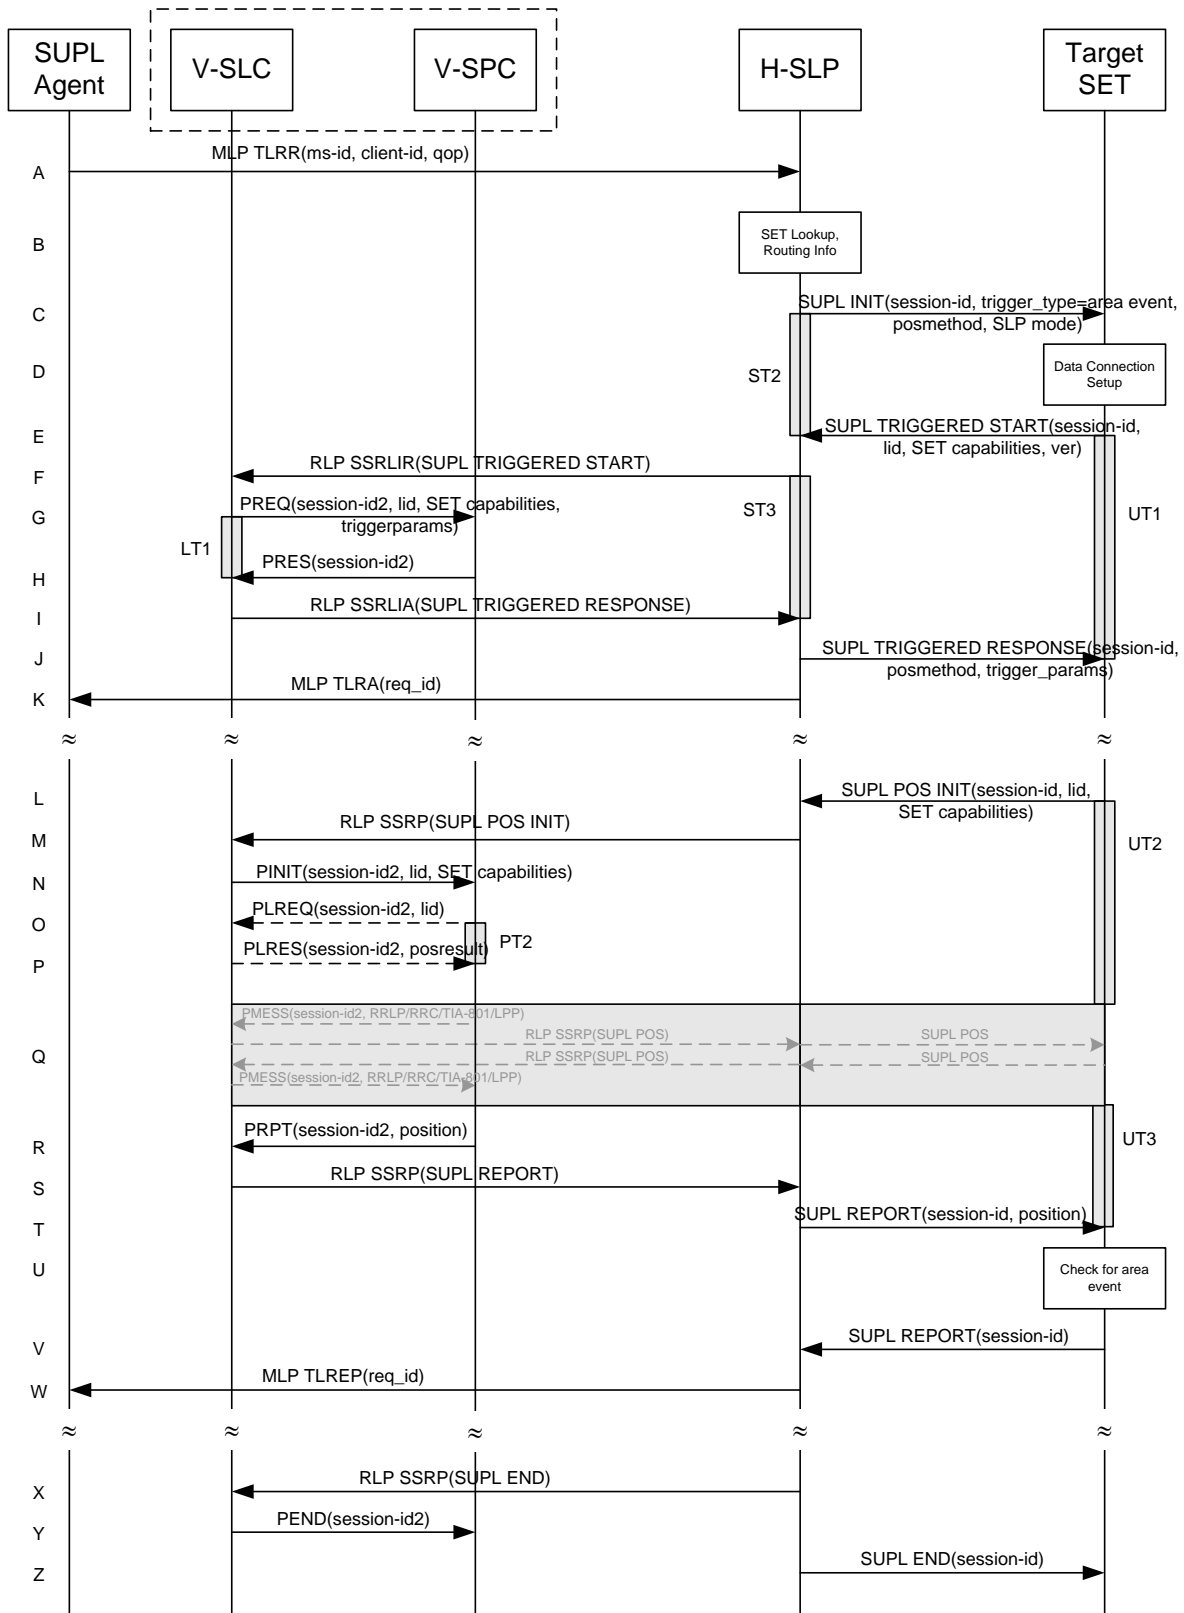 SUPL
Agent
V-SLC
V-SPC
H-SLP
Target
SET
A
MLP TLRR(ms-id, client-id, qop)
B
SET Lookup,
Routing Info
C
SUPL INIT(session-id, trigger_type=area event,
posmethod, SLP mode)
D
ST2
Data Connection
Setup
E
SUPL TRIGGERED START(session-id,
lid, SET capabilities, ver)
F
RLP SSRLIR(SUPL TRIGGERED START)
G
PREQ(session-id2, lid, SET capabilities,
triggerparams)
ST3
UT1
LT1
H
PRES(session-id2)
I
RLP SSRLIA(SUPL TRIGGERED RESPONSE)
J
SUPL TRIGGERED RESPONSE(session-id,
posmethod, trigger_params)
K
MLP TLRA(req_id)
≈ ≈ ≈ ≈ ≈
L
SUPL POS INIT(session-id, lid,
SET capabilities)
M
RLP SSRP(SUPL POS INIT)
UT2
N
PINIT(session-id2, lid, SET capabilities)
O
PLREQ(session-id2, lid)
PT2
P
PLRES(session-id2, posresult)
PMESS(session-id2, RRLP/RRC/TIA-801/LPP)
RLP SSRP(SUPL POS)
SUPL POS
Q
RLP SSRP(SUPL POS)
SUPL POS
PMESS(session-id2, RRLP/RRC/TIA-801/LPP)
R
PRPT(session-id2, position)
UT3
S
RLP SSRP(SUPL REPORT)
T
SUPL REPORT(session-id, position)
U
Check for area
event
V
SUPL REPORT(session-id)
W
MLP TLREP(req_id)
≈ ≈ ≈ ≈ ≈
X
RLP SSRP(SUPL END)
Y
PEND(session-id2)
Z
SUPL END(session-id)